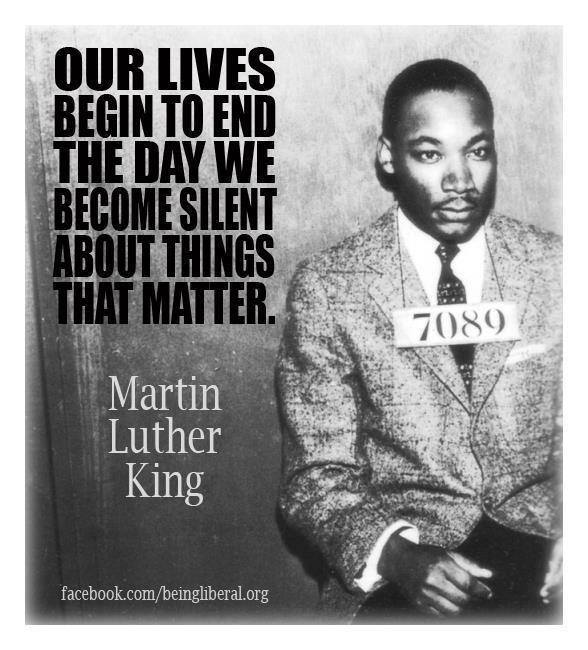 OUR LIVES
BEGIN TO END
THE DAY WE
BECOME SILENT
ABOUT THINGS
THAT MATTER.
7089
Martin
Luther
King
facebook.com/beingliberal.org